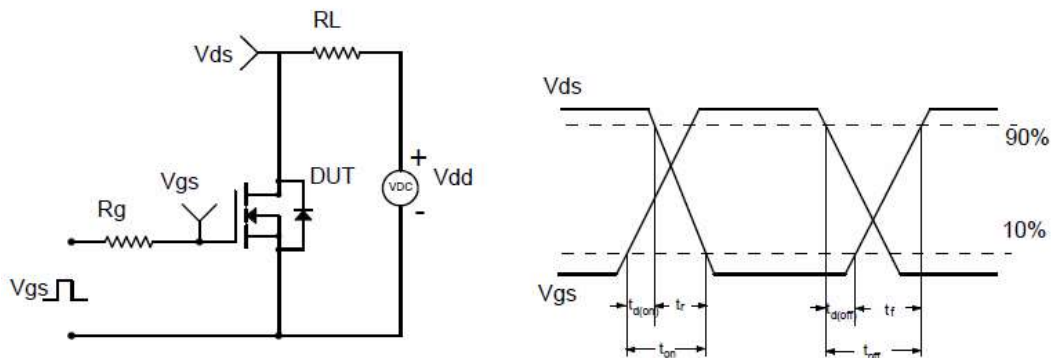 RL
Vds
Vds
90%
+
Vgs
DUT
VDC
Vdd
Rg
-
10%
Vgs
Vgs
td(on)
tr
td(off)
tf
ton
toff